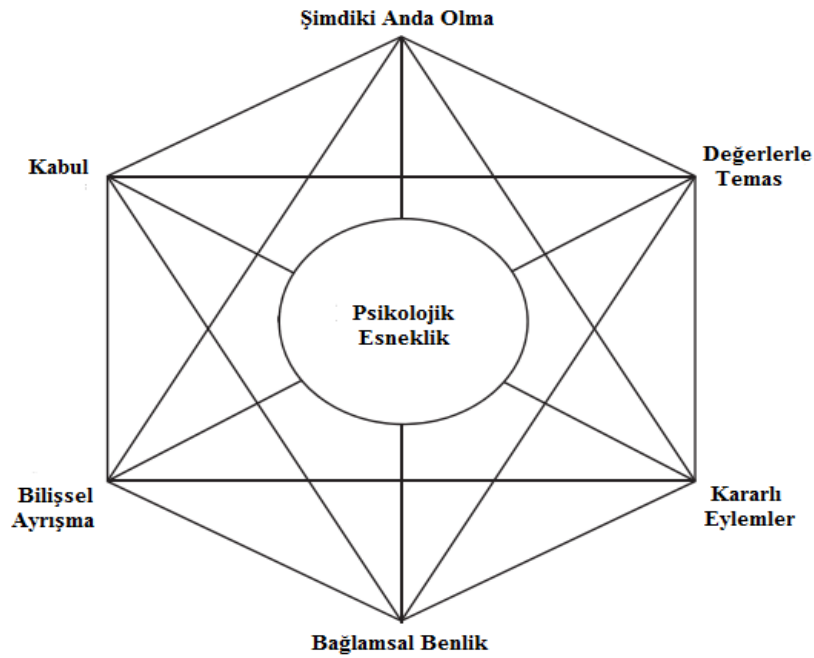 Şimdiki Anda Olma
Kabul
Değerlerle
Temas
Psikolojik
Esneklik
Bilişsel
Ayrışma
Kararlı
Eylemler
Bağlamsal Benlik